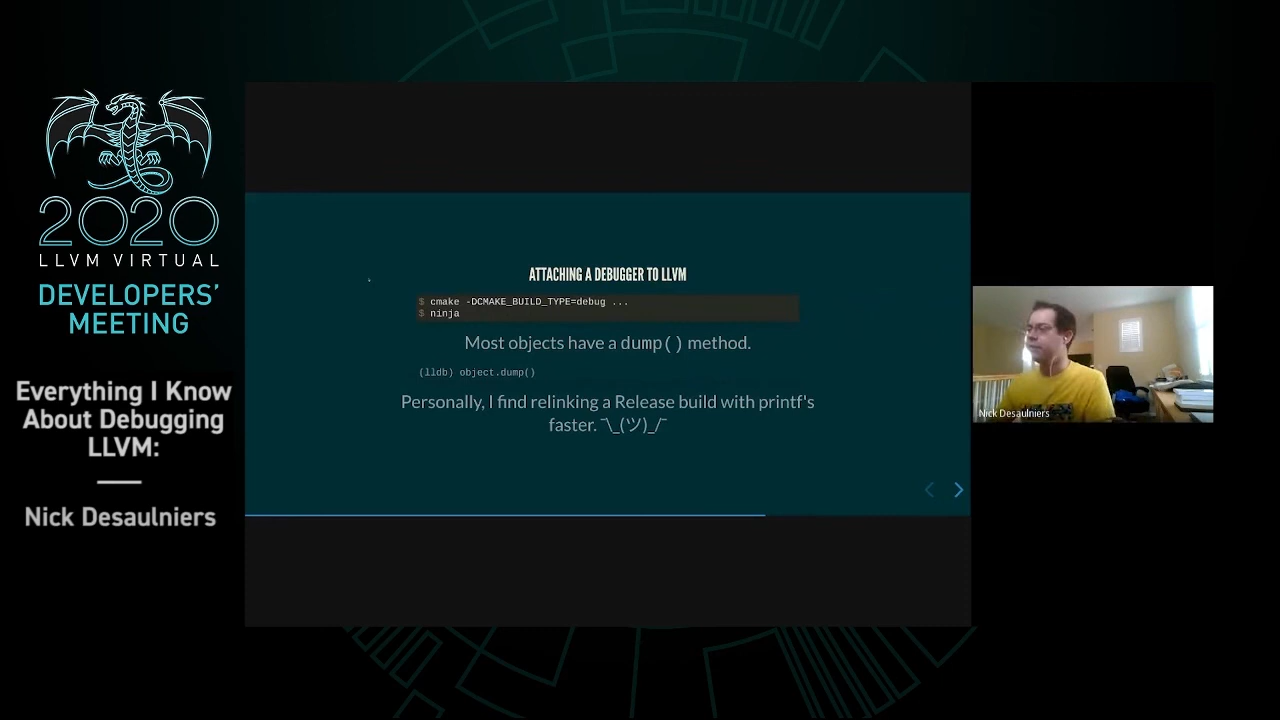 2020
LLVM VIRTUAL
DEVELOPERS'
MEETING
Everything I Know
About Debugging
LLVM:
Nick Desaulniers
ATTACHING A DEBUGGER TO LLVM
$ cmake -DCMAKE_BUILD_TYPE=debug ...
$ ninja
Most objects have a dump() method.
(lldb) object.dump()
Personally, I find relinking a Release build with printf's
faster. ¯\_(ツ)_/¯
Nick Desaulniers